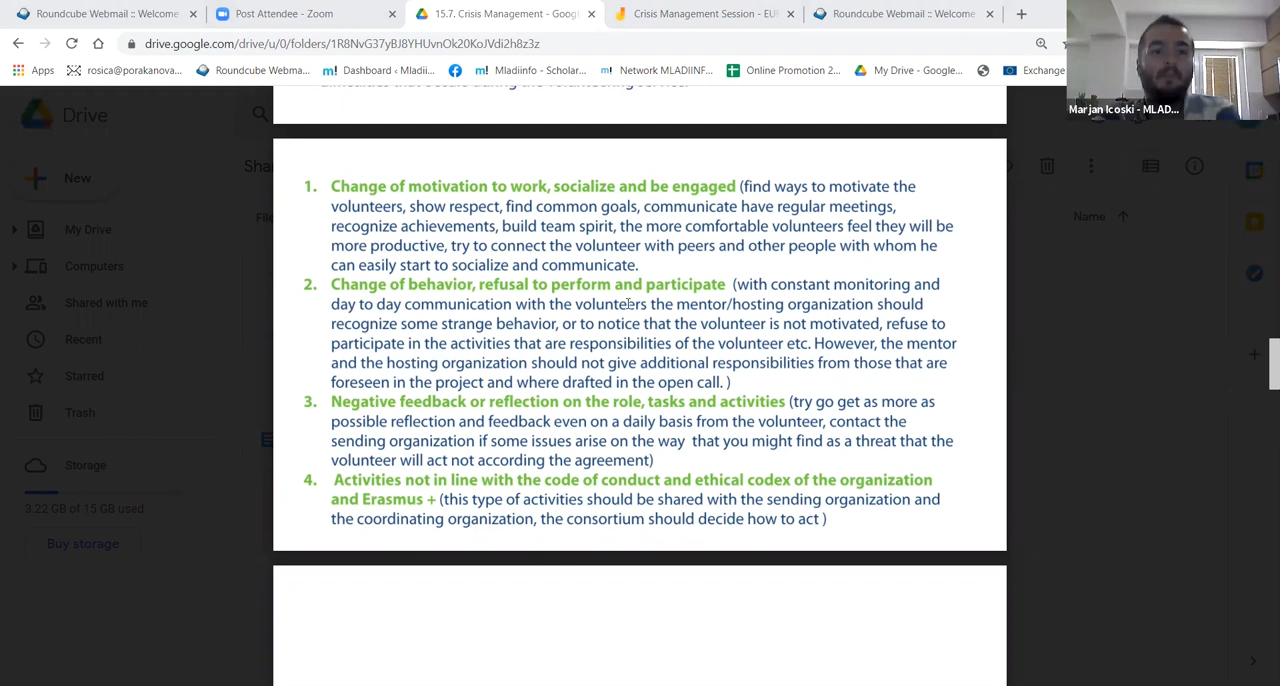 Roundcube Webmail :: Welcome
Post Attendee - Zoom
15.7. Crisis Management - Goog
Crisis Management Session - EUR
Roundcube Webmail :: Welcome
drive.google.com/drive/u/0/folders/1R8NvG37yBJ8YHUvnOk20KoJVdi2h8z3z
Apps
rosica@porakanova...
Roundcube Webma...
Dashboard ‹ Mladii...
Mladiinfo - Scholar...
Network MLADIINF...
Online Promotion 2...
My Drive - Google...
Exchange
Marjan Icoski - MLAD...
Drive
New
My Drive
Computers
Shared with me
Recent
Starred
Trash
Storage
3.22 GB of 15 GB used
Buy storage
Name
1. Change of motivation to work, socialize and be engaged (find ways to motivate the
volunteers, show respect, find common goals, communicate have regular meetings,
recognize achievements, build team spirit, the more comfortable volunteers feel they will be
more productive, try to connect the volunteer with peers and other people with whom he
can easily start to socialize and communicate.
2. Change of behavior, refusal to perform and participate (with constant monitoring and
day to day communication with the volunteers the mentor/hosting organization should
recognize some strange behavior, or to notice that the volunteer is not motivated, refuse to
participate in the activities that are responsibilities of the volunteer etc. However, the mentor
and the hosting organization should not give additional responsibilities from those that are
foreseen in the project and where drafted in the open call. )
3. Negative feedback or reflection on the role, tasks and activities (try go get as more as
possible reflection and feedback even on a daily basis from the volunteer, contact the
sending organization if some issues arise on the way that you might find as a threat that the
volunteer will act not according the agreement)
4. Activities not in line with the code of conduct and ethical codex of the organization
and Erasmus + (this type of activities should be shared with the sending organization and
the coordinating organization, the consortium should decide how to act )